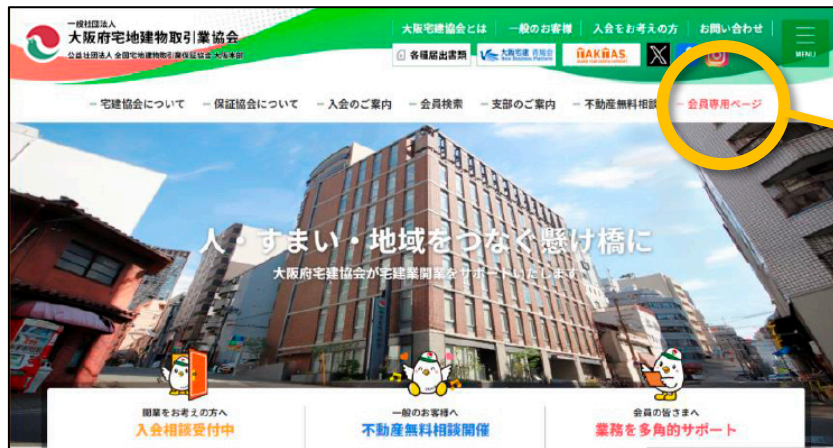 一般社団法人
大阪府宅地建物取引業協会
公益社団法人 全国宅地建物取引業保証協会 大阪本部
大阪宅建協会とは
一般のお客様
入会をお考えの方
お問い合わせ
各種届出書類
大阪宅建 青年会
ITAKITAS
MENU
宅建協会について
保証協会について
入会のご案内
会員検索
支部のご案内
不動産無料相談
会員専用ページ
人・すまい・地域をつなぐ懸け橋に
大阪府宅建協会が宅建業開業をサポートいたします
開業をお考えの方へ
入会相談受付中
一般のお客様へ
不動産無料相談開催
会員の皆さまへ
業務を多角的サポート